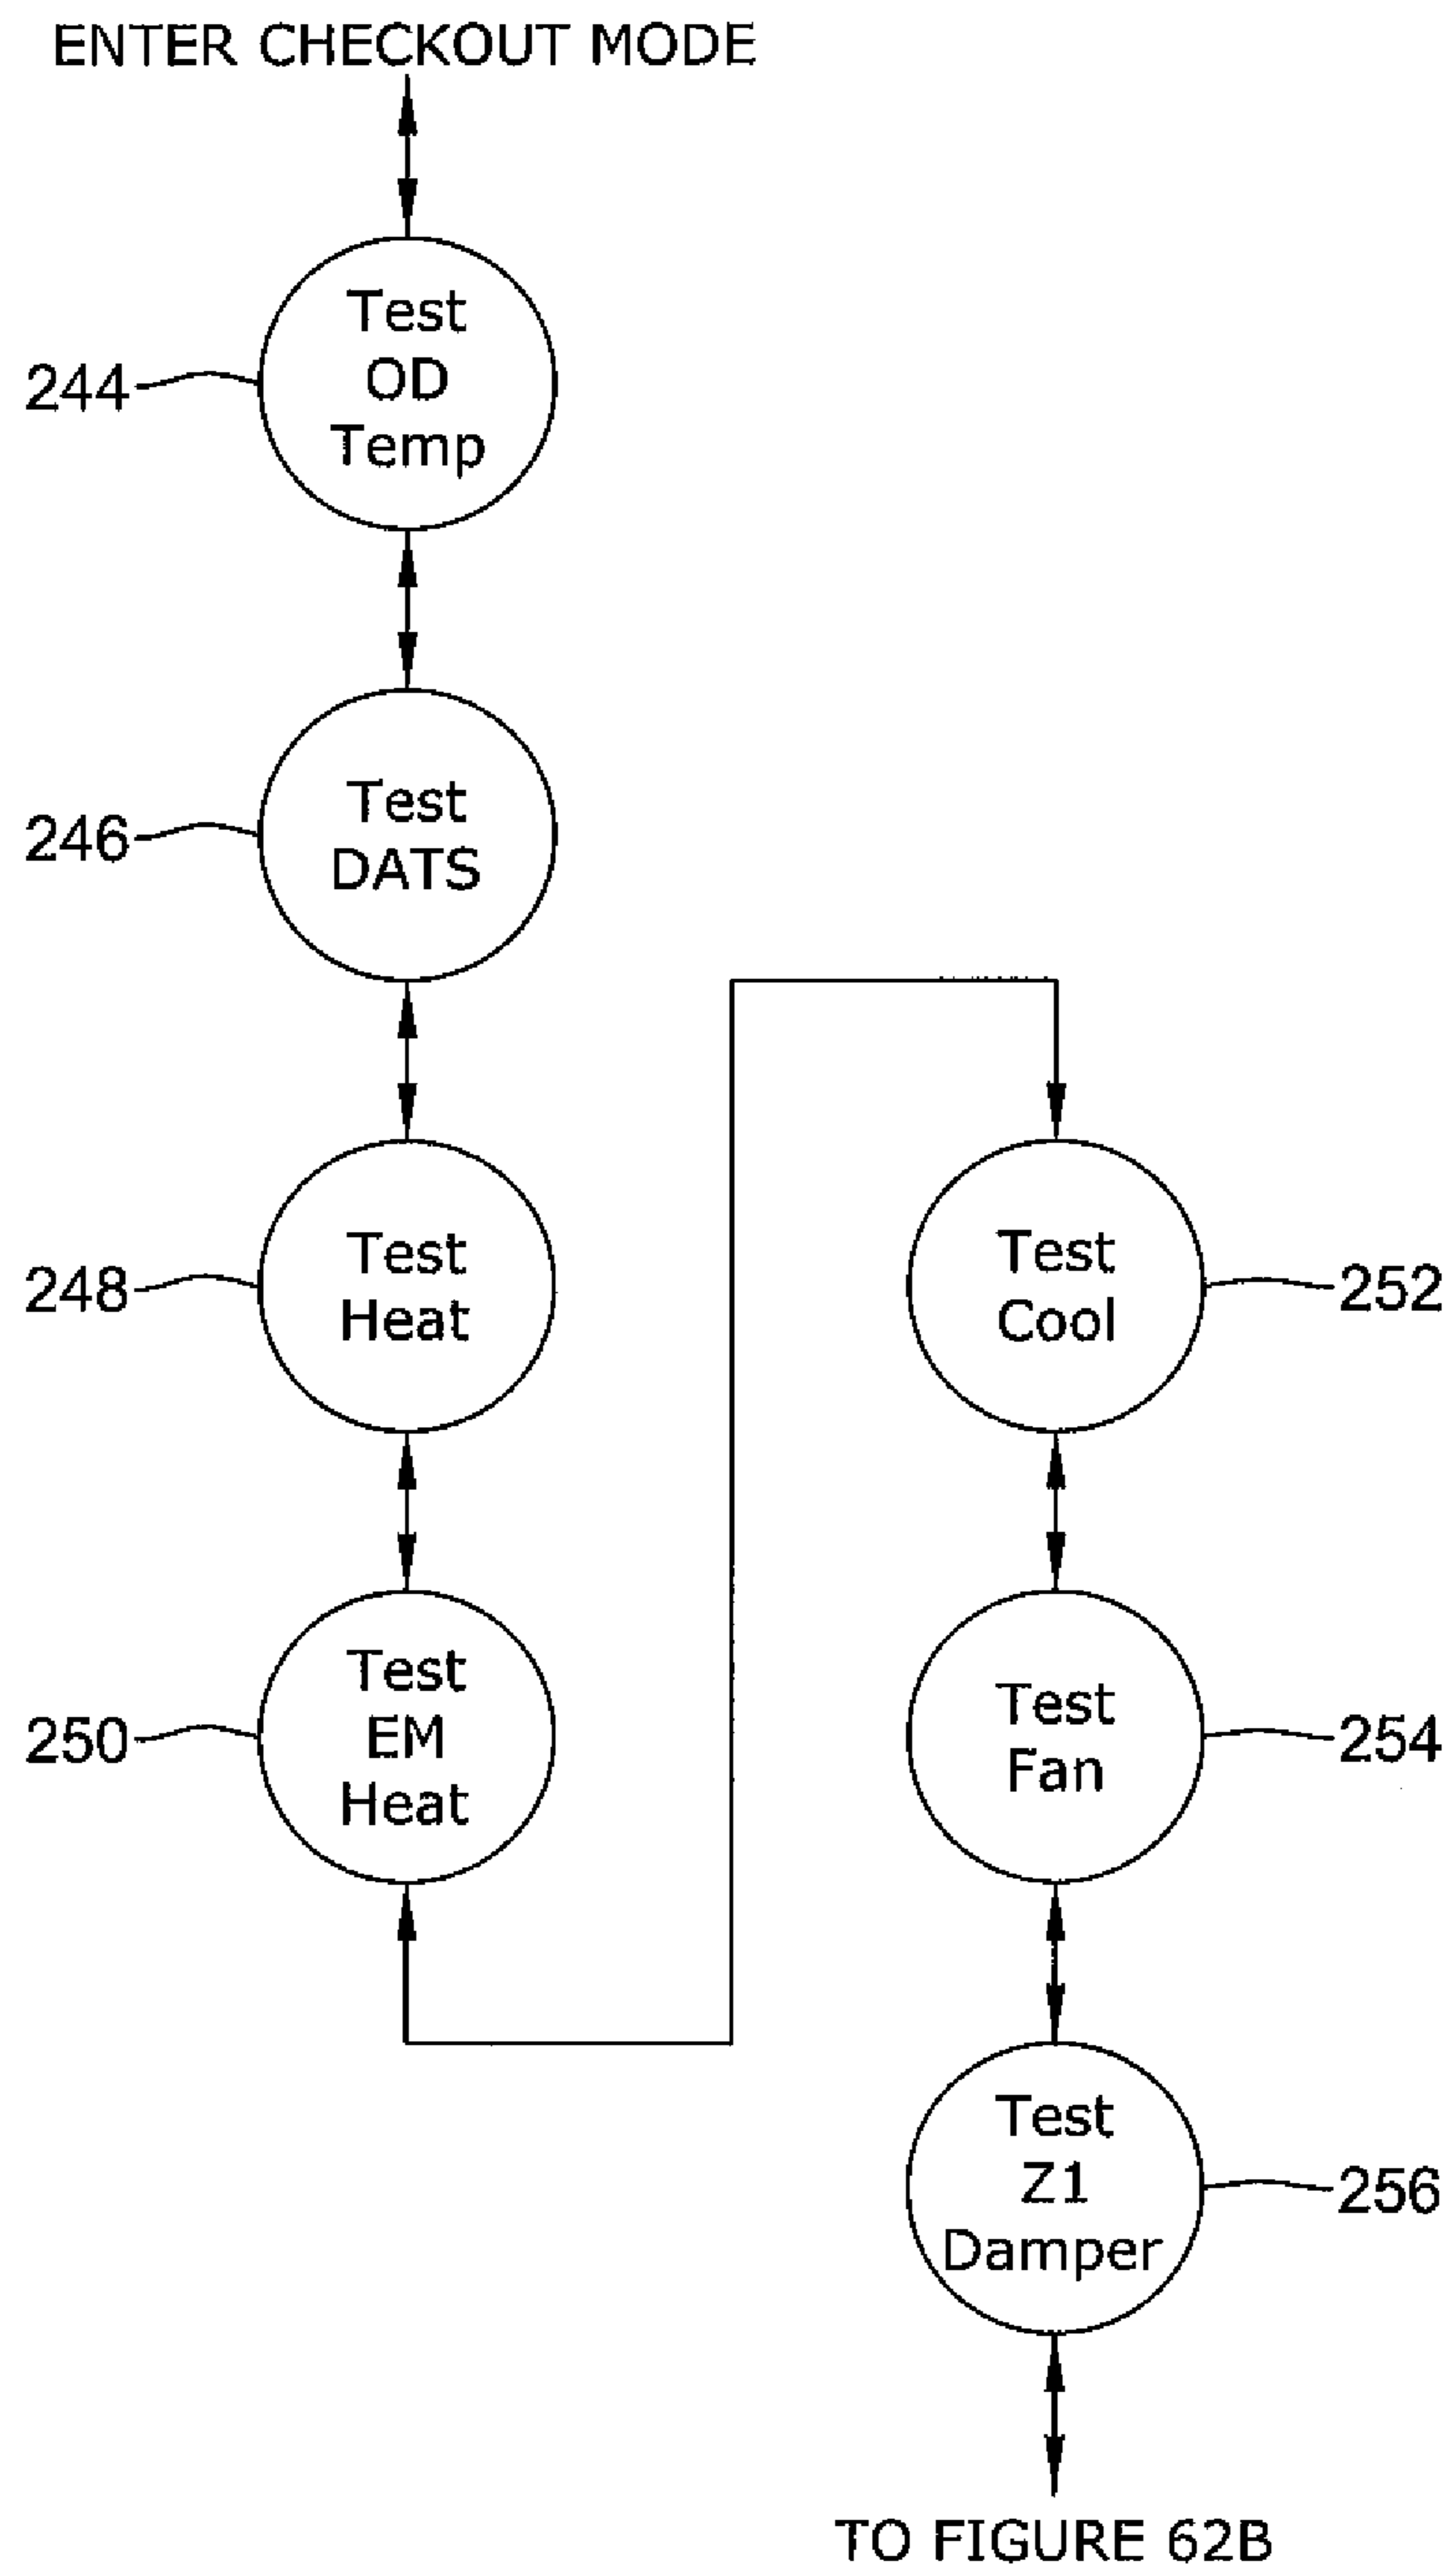 ENTER CHECKOUT MODE
244
Test
OD
Temp
246
Test
DATS
248
Test
Heat
250
Test
EM
Heat
Test
Cool
252
Test
Fan
254
Test
Z1
Damper
256
TO FIGURE 62B